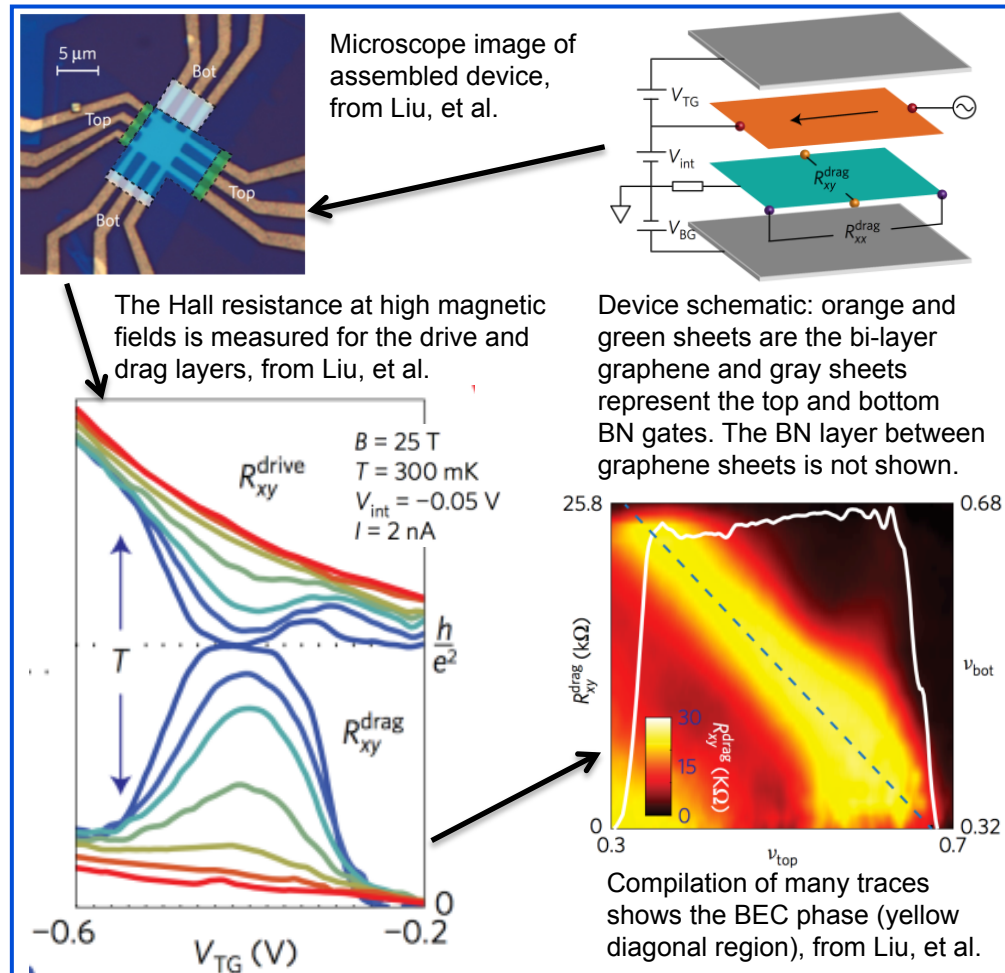 5 μm
Bot
Top
Top
Bot
Microscope image of
assembled device,
from Liu, et al.
V_TG
V_int
V_BG
R_xy^drag
R_xx^drag
The Hall resistance at high magnetic
fields is measured for the drive and
drag layers, from Liu, et al.
Device schematic: orange and
green sheets are the bi-layer
graphene and gray sheets
represent the top and bottom
BN gates. The BN layer between
graphene sheets is not shown.
R_xy^drive
B = 25 T
T = 300 mK
V_int = −0.05 V
I = 2 nA
h/e²
T
R_xy^drag
0
−0.6
−0.2
V_TG (V)
25.8
0.68
R_xy^drag (kΩ)
ν_bot
30
15
0
R_xy^drag (KΩ)
0
0.32
0.3
0.7
ν_top
Compilation of many traces
shows the BEC phase (yellow
diagonal region), from Liu, et al.